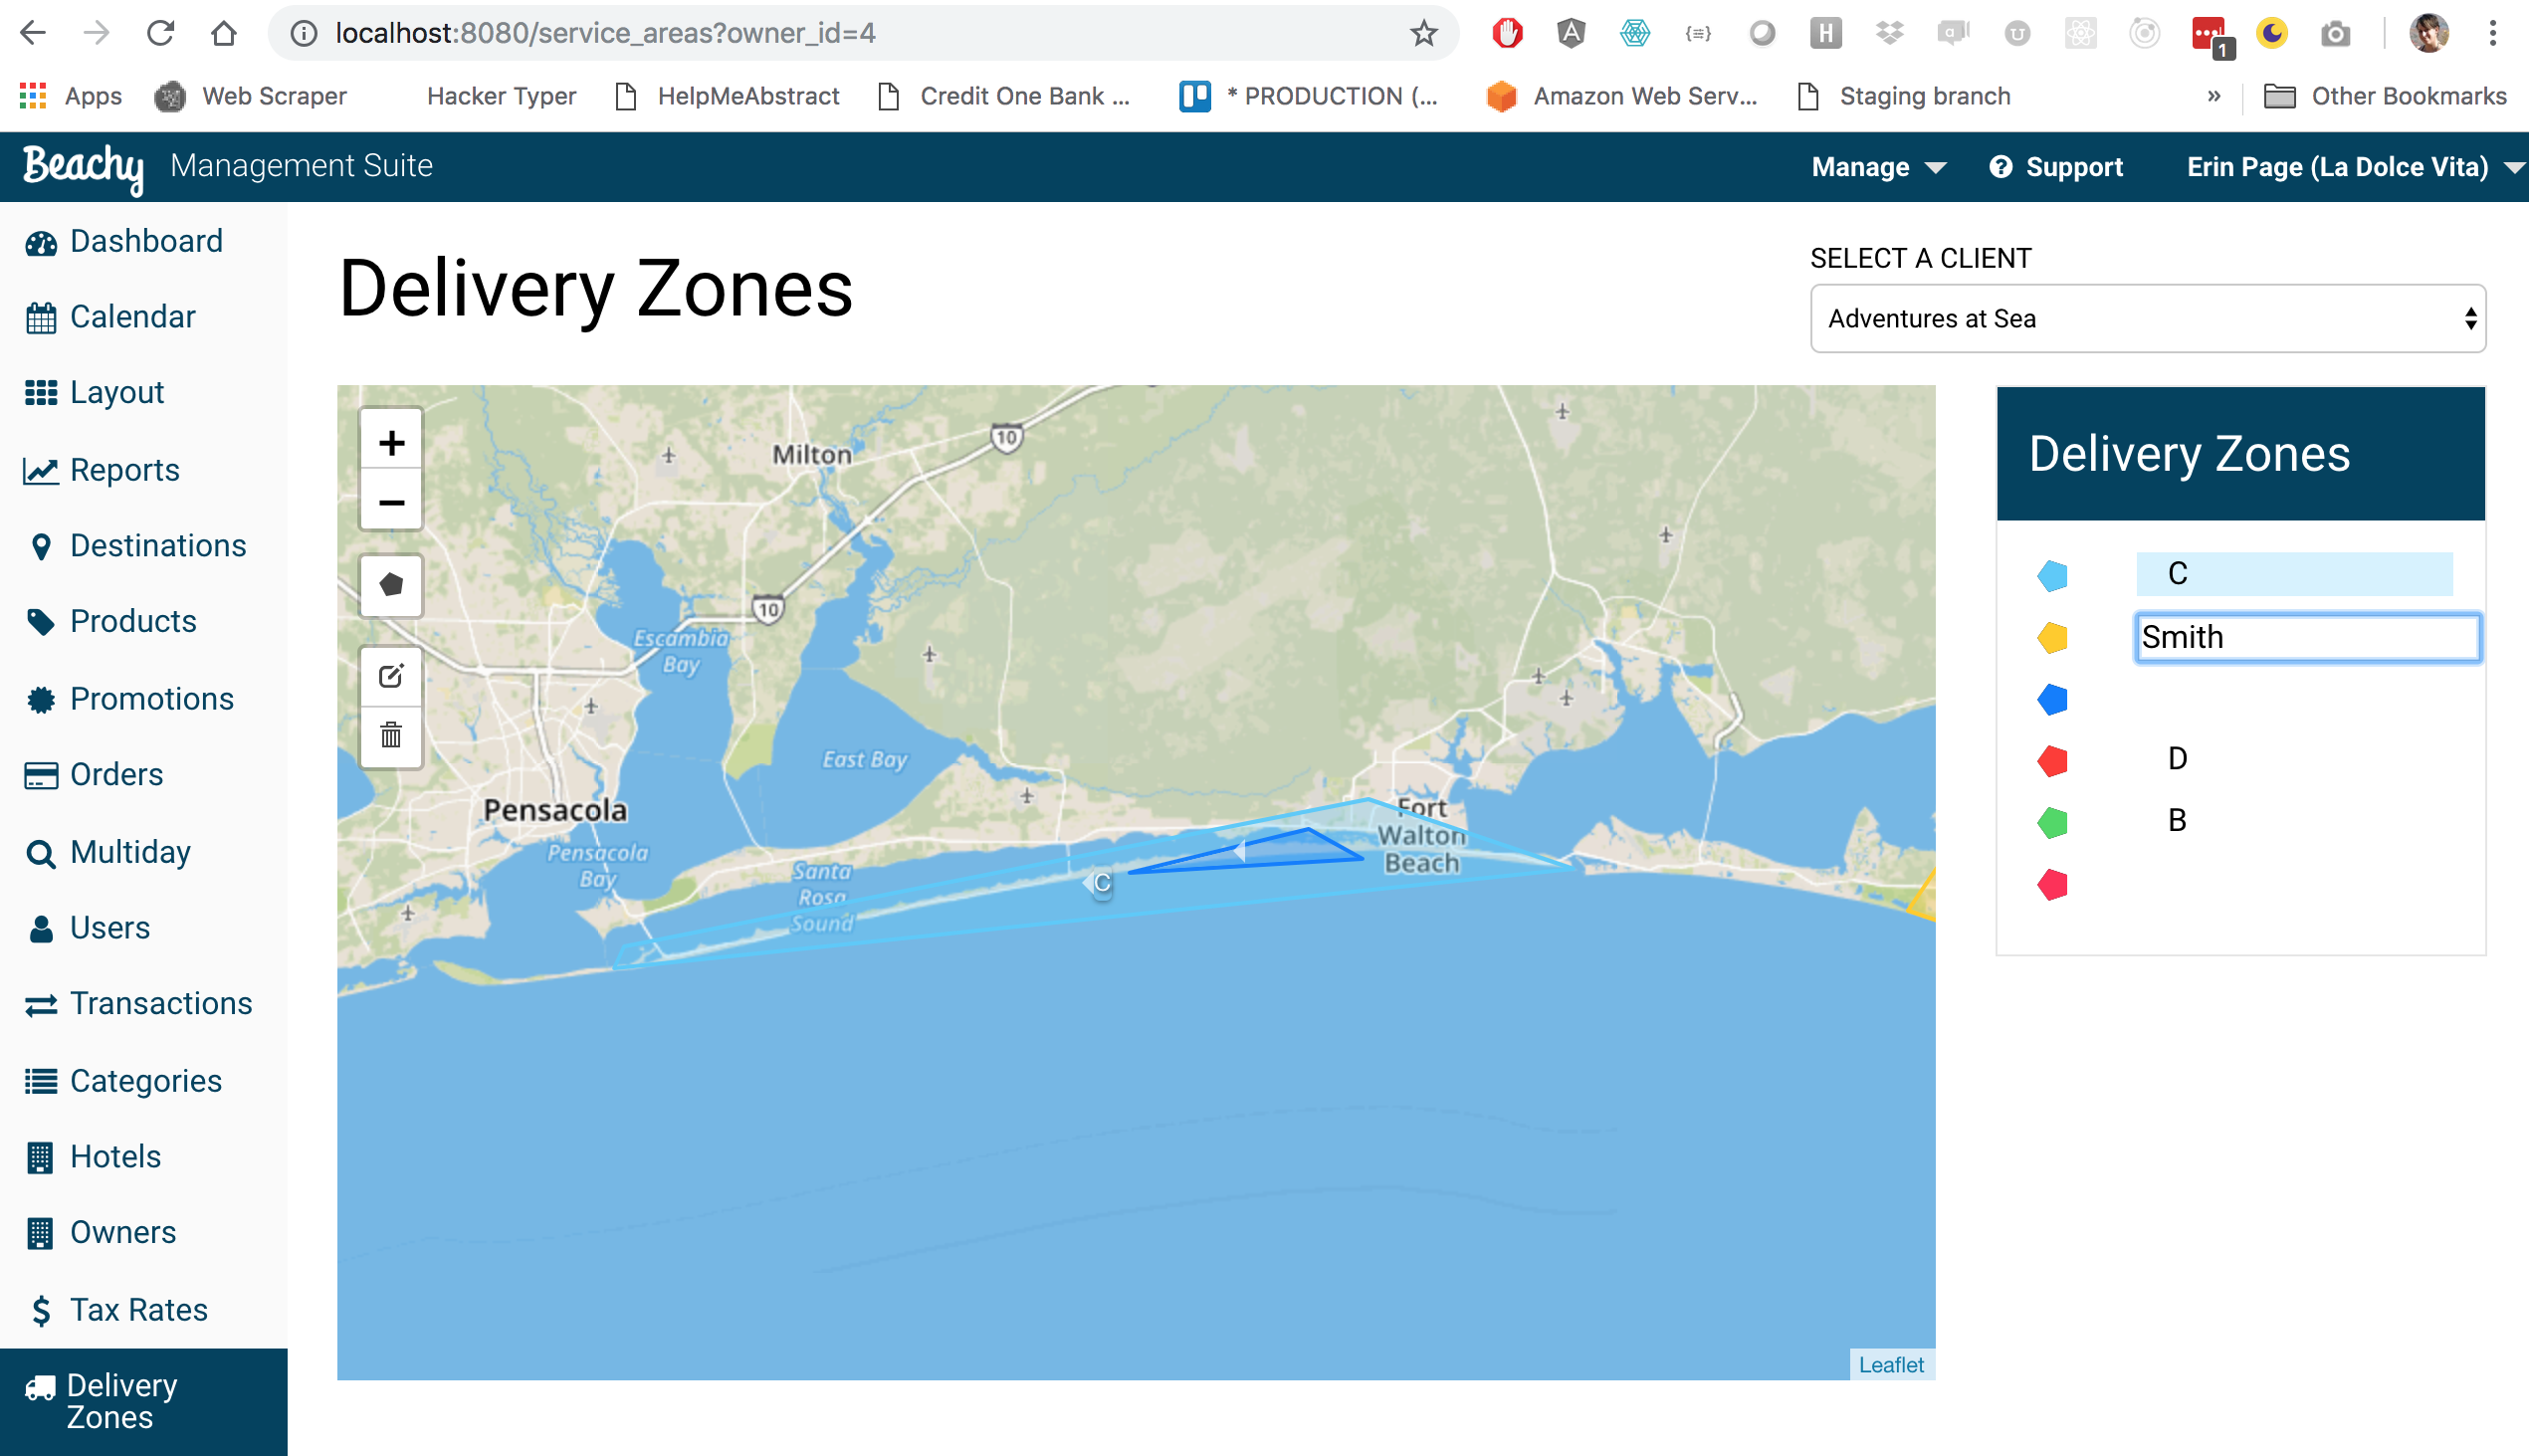 localhost:8080/service_areas?owner_id=4
1
Apps
Web Scraper
Hacker Typer
HelpMeAbstract
Credit One Bank ...
* PRODUCTION (...
Amazon Web Serv...
Staging branch
»
Other Bookmarks
Beachy Management Suite
Manage
Support
Erin Page (La Dolce Vita)
Dashboard
Calendar
Layout
Reports
Destinations
Products
Promotions
Orders
Multiday
Users
Transactions
Categories
Hotels
Owners
Tax Rates
Delivery
Zones
Delivery Zones
SELECT A CLIENT
Adventures at Sea
+
−
10
Milton
10
Escambia
Bay
East Bay
Pensacola
Pensacola
Bay
Santa
Rosa
Sound
C
Fort
Walton
Beach
Leaflet
Delivery Zones
C
Smith
D
B